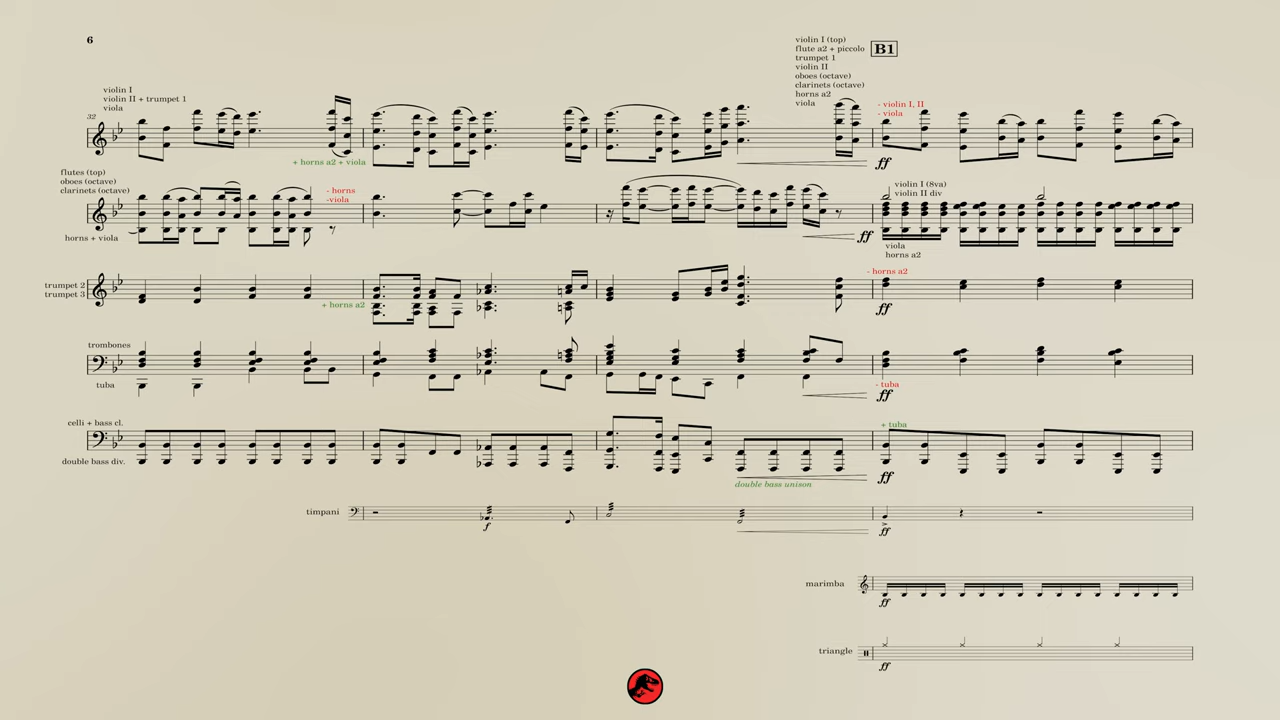 6
violin I (top)
flute a2 + piccolo
trumpet 1
violin II
oboes (octave)
clarinets (octave)
horns a2
viola
B1
violin I
violin II + trumpet 1
viola
32
- violin I, II
- viola
+ horns a2 + viola
ff
flutes (top)
oboes (octave)
clarinets (octave)
horns + viola
- horns
-viola
ff
violin I (8va)
violin II div
viola
horns a2
trumpet 2
trumpet 3
+ horns a2
- horns a2
ff
trombones
tuba
- tuba
ff
celli + bass cl.
double bass div.
+ tuba
double bass unison
ff
timpani
f
ff
marimba
ff
triangle
ff